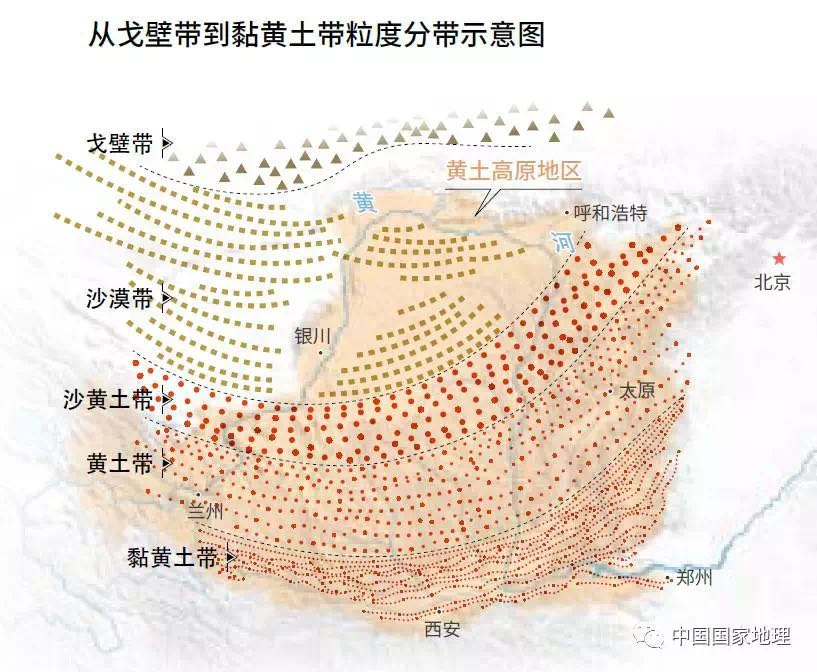 从戈壁带到黏黄土带粒度分带示意图
戈壁带
黄土高原地区
黄
呼和浩特
河
北京
沙漠带
银川
沙黄土带
太原
黄土带
兰州
黏黄土带
郑州
西安
中国国家地理